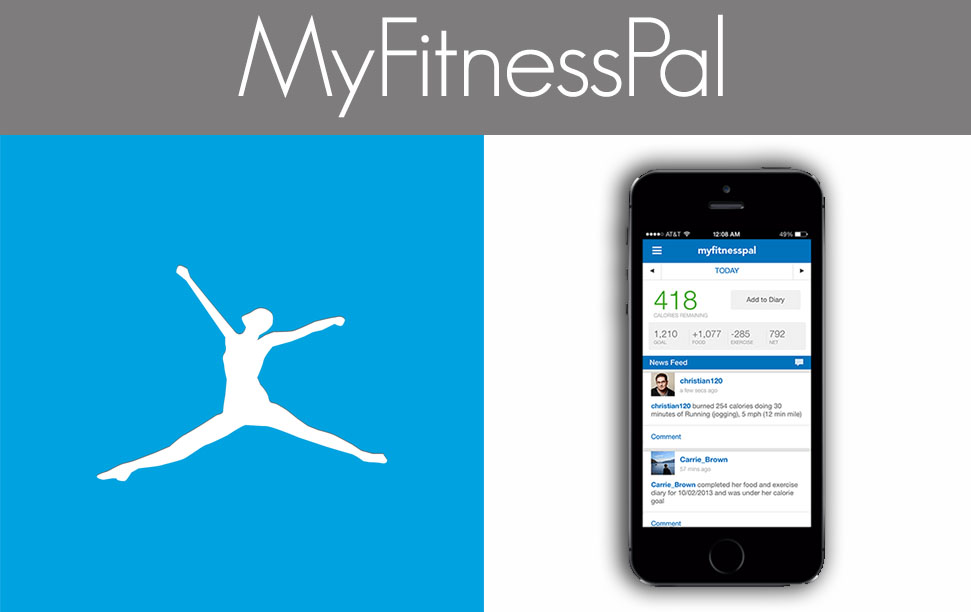 MyFitnessPal
AT&T 12:08 AM 49%
myfitnesspal
TODAY
418 Add to Diary
CALORIES REMAINING
1,210 +1,077 -285 792
GOAL FOOD EXERCISE NET
News Feed
christian120
a few secs ago
christian120 burned 254 calories doing 30
minutes of Running (jogging), 5 mph (12 min mile)
Comment
Carrie_Brown
57 mins ago
Carrie_Brown completed her food and exercise
diary for 10/02/2013 and was under her calorie
goal
Comment